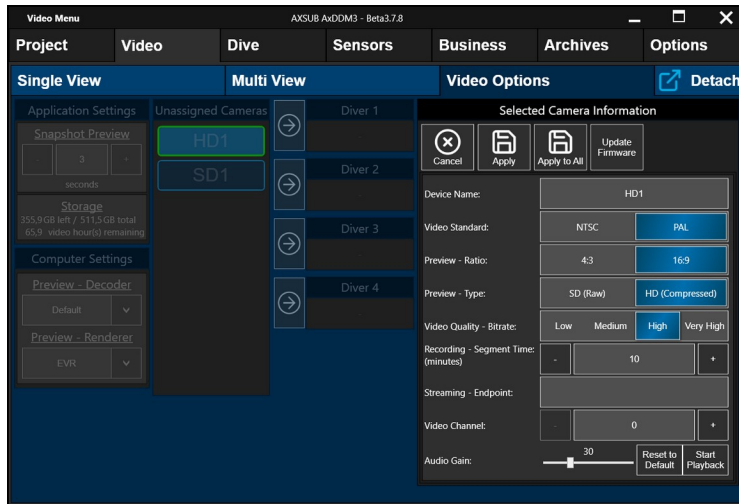 Video Menu
AXSUB AxDDM3 - Beta3.7.8
Project
Video
Dive
Sensors
Business
Archives
Options
Single View
Multi View
Video Options
Detach
Application Settings
Snapshot Preview
-
3
+
seconds
Storage
355,9GB left / 511,5GB total
65,9 video hour(s) remaining
Computer Settings
Preview - Decoder
Default
Preview - Renderer
EVR
Unassigned Cameras
HD1
SD1
Diver 1
Diver 2
Diver 3
Diver 4
Selected Camera Information
Cancel
Apply
Apply to All
Update
Firmware
Device Name:
HD1
Video Standard:
NTSC
PAL
Preview - Ratio:
4:3
16:9
Preview - Type:
SD (Raw)
HD (Compressed)
Video Quality - Bitrate:
Low
Medium
High
Very High
Recording - Segment Time:
(minutes)
-
10
+
Streaming - Endpoint:
Video Channel:
-
0
+
Audio Gain:
30
Reset to
Default
Start
Playback